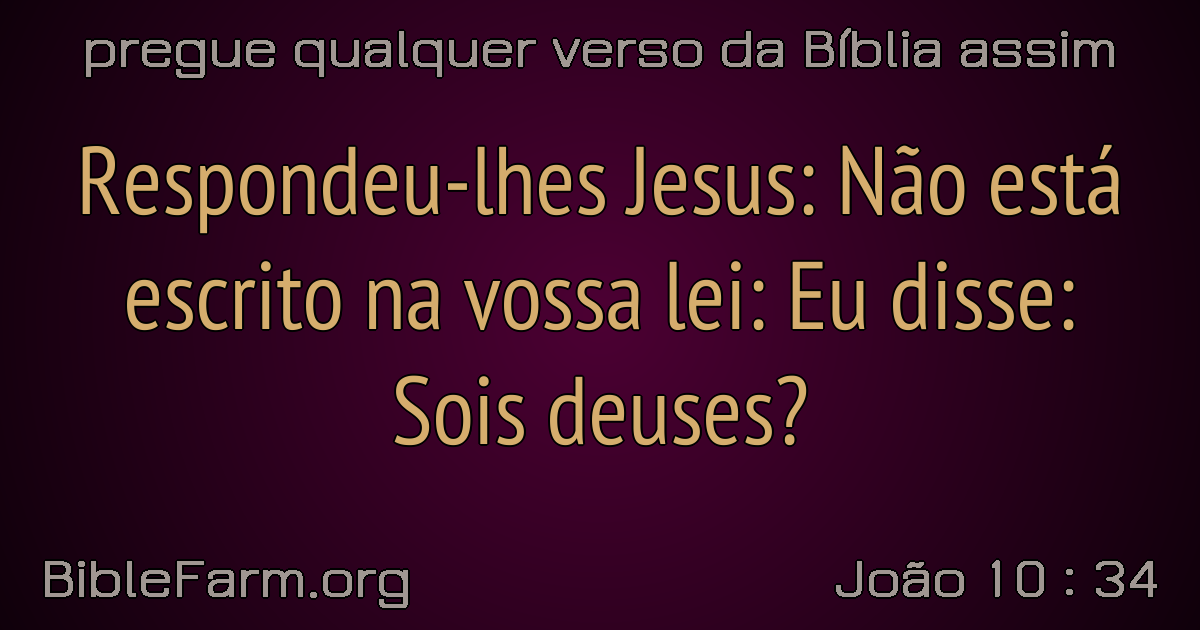 pregue qualquer verso da Bíblia assim
Respondeu-lhes Jesus: Não está
escrito na vossa lei: Eu disse:
Sois deuses?
BibleFarm.org
João 10 : 34